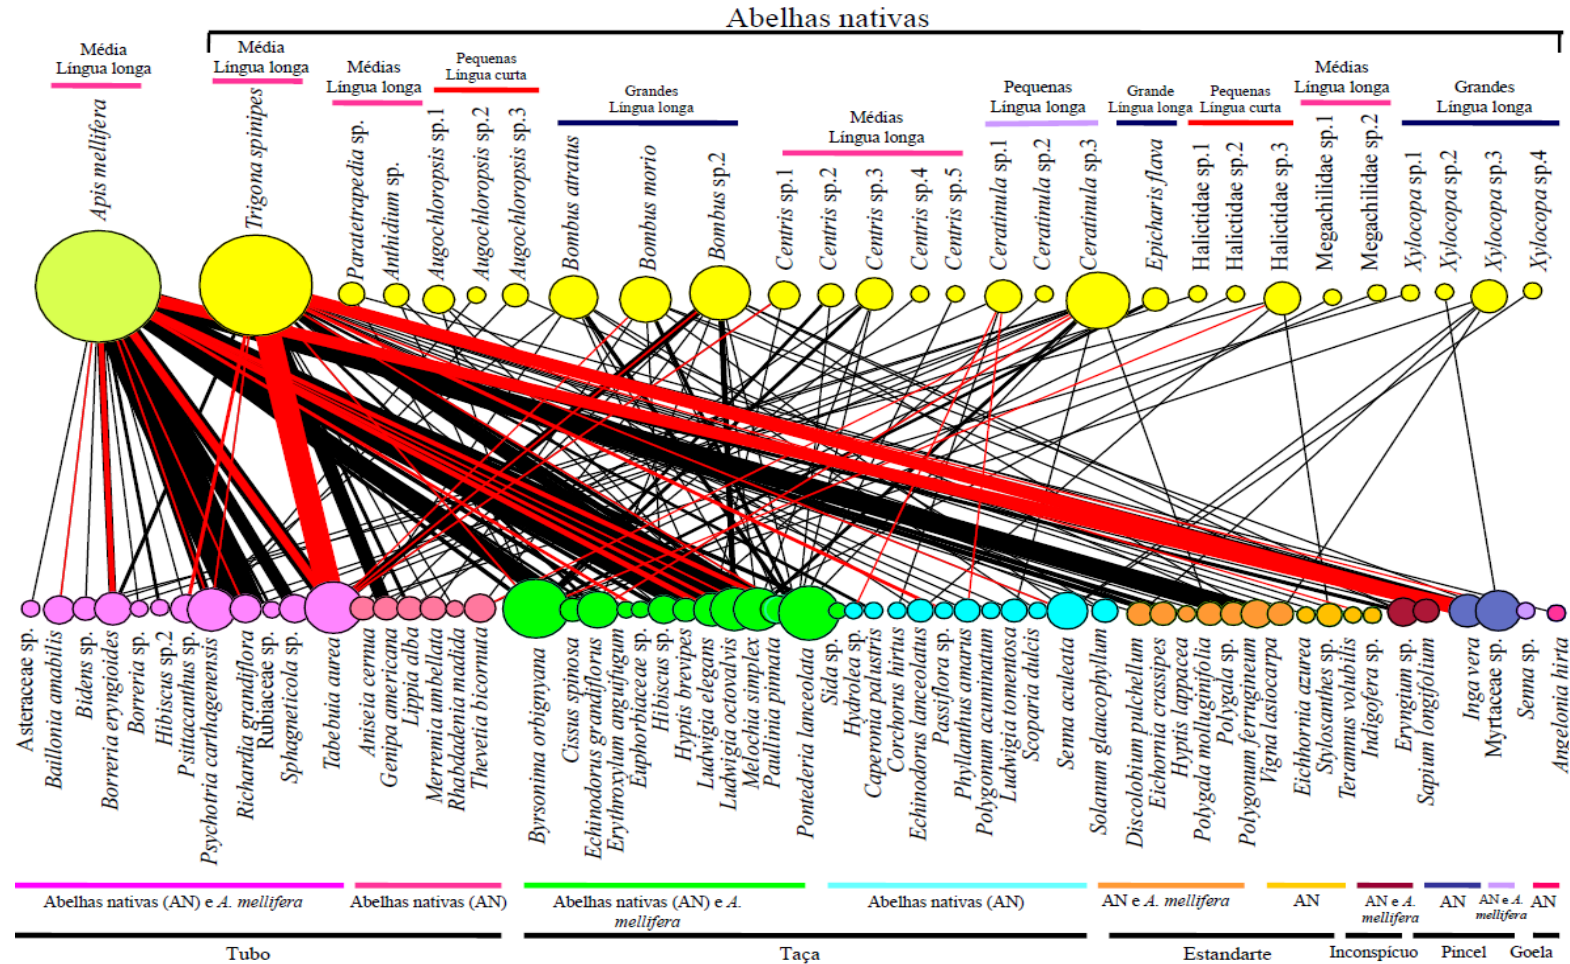 Abelhas nativas
Média
Língua longa
Média
Língua longa
Médias
Língua longa
Pequenas
Língua curta
Grandes
Língua longa
Médias
Língua longa
Pequenas
Língua longa
Grande
Língua longa
Pequenas
Língua curta
Médias
Língua longa
Grandes
Língua longa
Apis mellifera
Trigona spinipes
Paratetrapedia sp.
Anthidium sp.
Augochloropsis sp.1
Augochloropsis sp.2
Augochloropsis sp.3
Bombus atratus
Bombus morio
Bombus sp.2
Centris sp.1
Centris sp.2
Centris sp.3
Centris sp.4
Centris sp.5
Ceratinula sp.1
Ceratinula sp.2
Ceratinula sp.3
Epicharis flava
Halictidae sp.1
Halictidae sp.2
Halictidae sp.3
Megachilidae sp.1
Megachilidae sp.2
Xylocopa sp.1
Xylocopa sp.2
Xylocopa sp.3
Xylocopa sp.4
Asteraceae sp.
Baillonia amabilis
Bidens sp.
Borreria eryngioides
Borreria sp.
Hibiscus sp.2
Psittacanthus sp.
Psychotria carthagenensis
Richardia grandiflora
Rubiaceae sp.
Sphagneticola sp.
Tabebuia aurea
Aniseia cernua
Genipa americana
Lippia alba
Merremia umbellata
Rhabdadenia madida
Thevetia bicornuta
Byrsonima orbignyana
Cissus spinosa
Echinodorus grandiflorus
Erythroxylum anguifugum
Euphorbiaceae sp.
Hibiscus sp.
Hyptis brevipes
Ludwigia elegans
Ludwigia octovalvis
Melochia simplex
Paullinia pinnata
Pontederia lanceolata
Sida sp.
Hydrolea sp.
Caperonia palustris
Corchorus hirtus
Echinodorus lanceolatus
Passiflora sp.
Phyllanthus amarus
Polygonum acuminatum
Ludwigia tomentosa
Scoparia dulcis
Senna aculeata
Solanum glaucophyllum
Discolobium pulchellum
Eichornia crassipes
Hyptis lappacea
Polygala mollugnifolia
Polygala sp.
Polygonum ferrugineum
Vigna lasiocarpa
Eichhornia azurea
Stylosanthes sp.
Teramnus volubilis
Indigofera sp.
Eryngium sp.
Sapium longifolium
Inga vera
Myrtaceae sp.
Senna sp.
Angelonia hirta
Abelhas nativas (AN) e A. mellifera
Abelhas nativas (AN)
Abelhas nativas (AN) e A.
mellifera
Abelhas nativas (AN)
AN e A. mellifera
AN
AN e A.
mellifera
AN
AN e A.
mellifera
AN
Tubo
Taça
Estandarte
Inconspícuo
Pincel
Goela